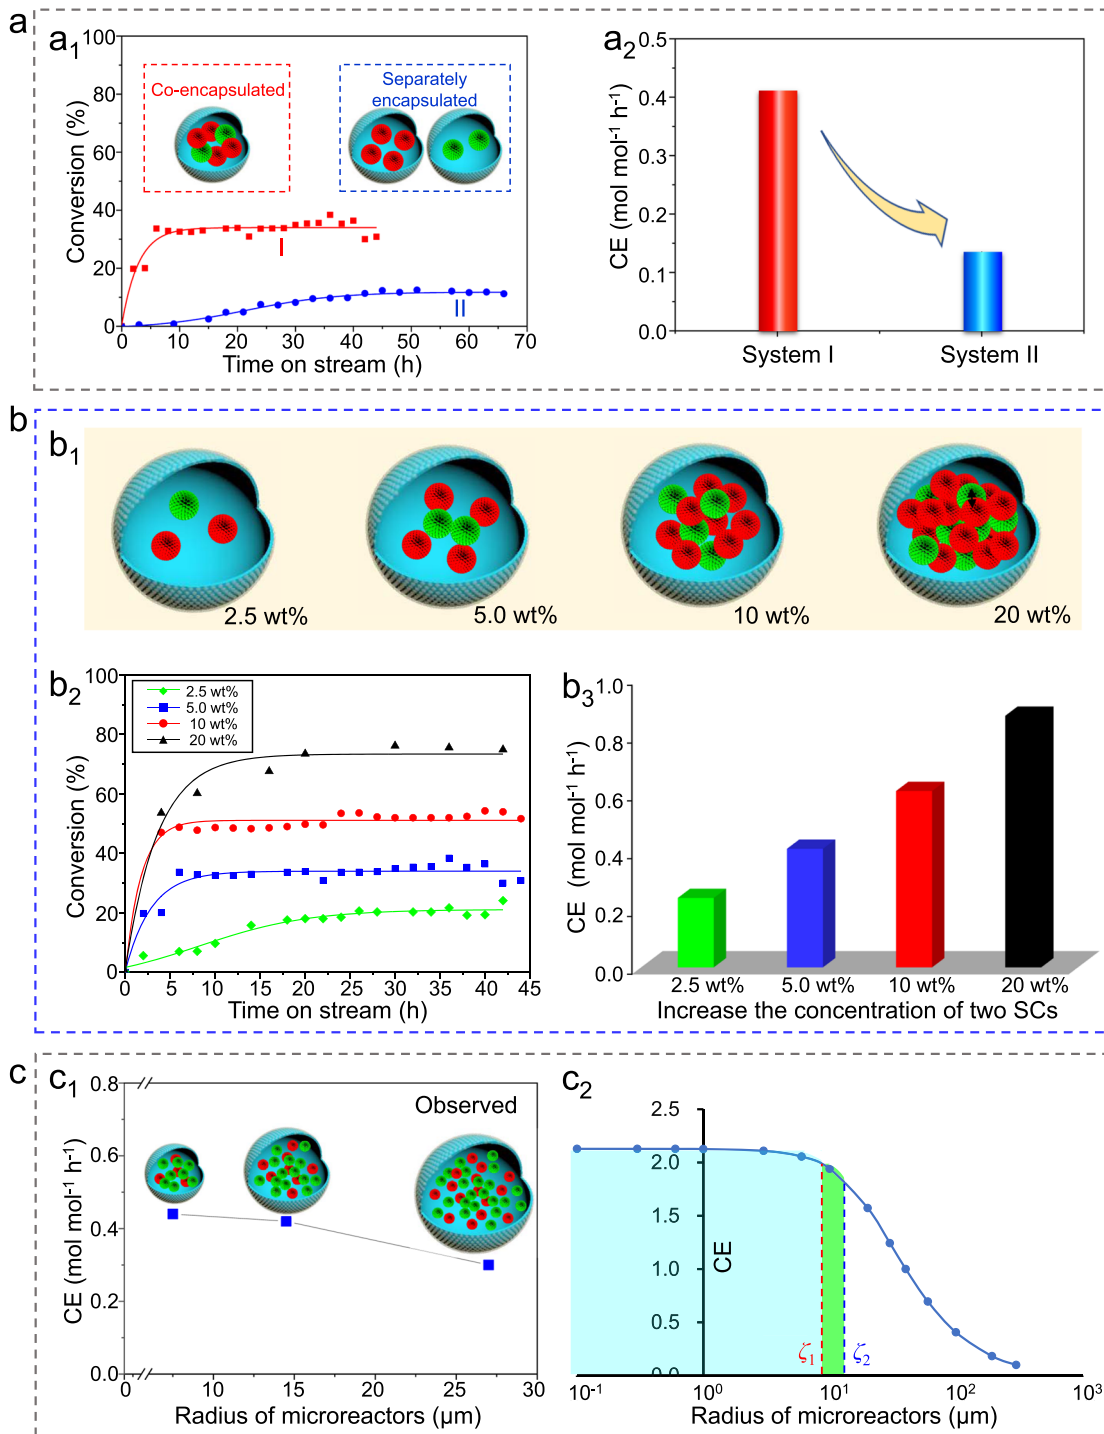 a
a1
100
80
60
40
20
0
Conversion (%)
Co-encapsulated
Separately
encapsulated
I
II
0 10 20 30 40 50 60 70
Time on stream (h)
a2
0.5
0.4
0.3
0.2
0.1
0.0
CE (mol mol⁻¹ h⁻¹)
System I System II
b
b1
2.5 wt% 5.0 wt% 10 wt% 20 wt%
b2
100
80
60
40
20
0
Conversion (%)
2.5 wt%
5.0 wt%
10 wt%
20 wt%
0 5 10 15 20 25 30 35 40 45
Time on stream (h)
b3
1.0
0.8
0.6
0.4
0.2
0.0
CE (mol mol⁻¹ h⁻¹)
2.5 wt% 5.0 wt% 10 wt% 20 wt%
Increase the concentration of two SCs
c
c1
0.8
0.6
0.4
0.2
0.0
CE (mol mol⁻¹ h⁻¹)
Observed
0 10 15 20 25 30
Radius of microreactors (μm)
c2
2.5
2.0
1.5
1.0
0.5
0.0
CE
ζ1 ζ2
10⁻¹ 10⁰ 10¹ 10² 10³
Radius of microreactors (μm)